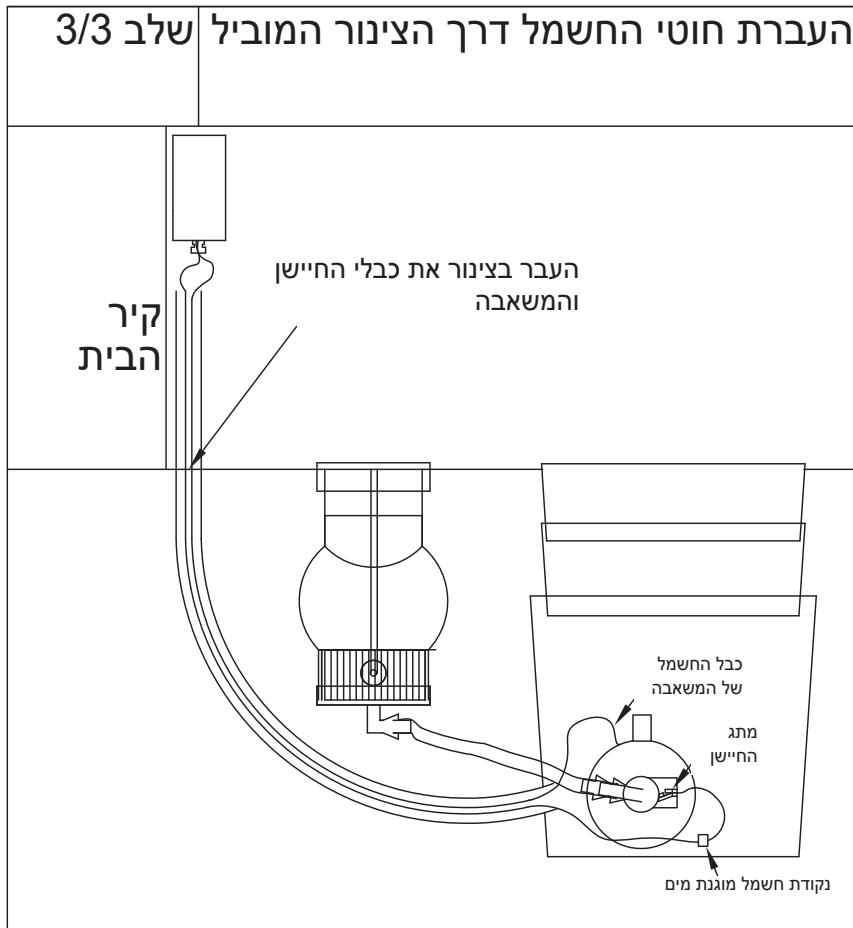 העברת חוטי החשמל דרך הצינור המוביל
שלב 3/3
העבר בצינור את כבלי החיישן
והמשאבה
קיר
הבית
כבל החשמל
של המשאבה
מתג
החיישן
נקודת חשמל מוגנת מים